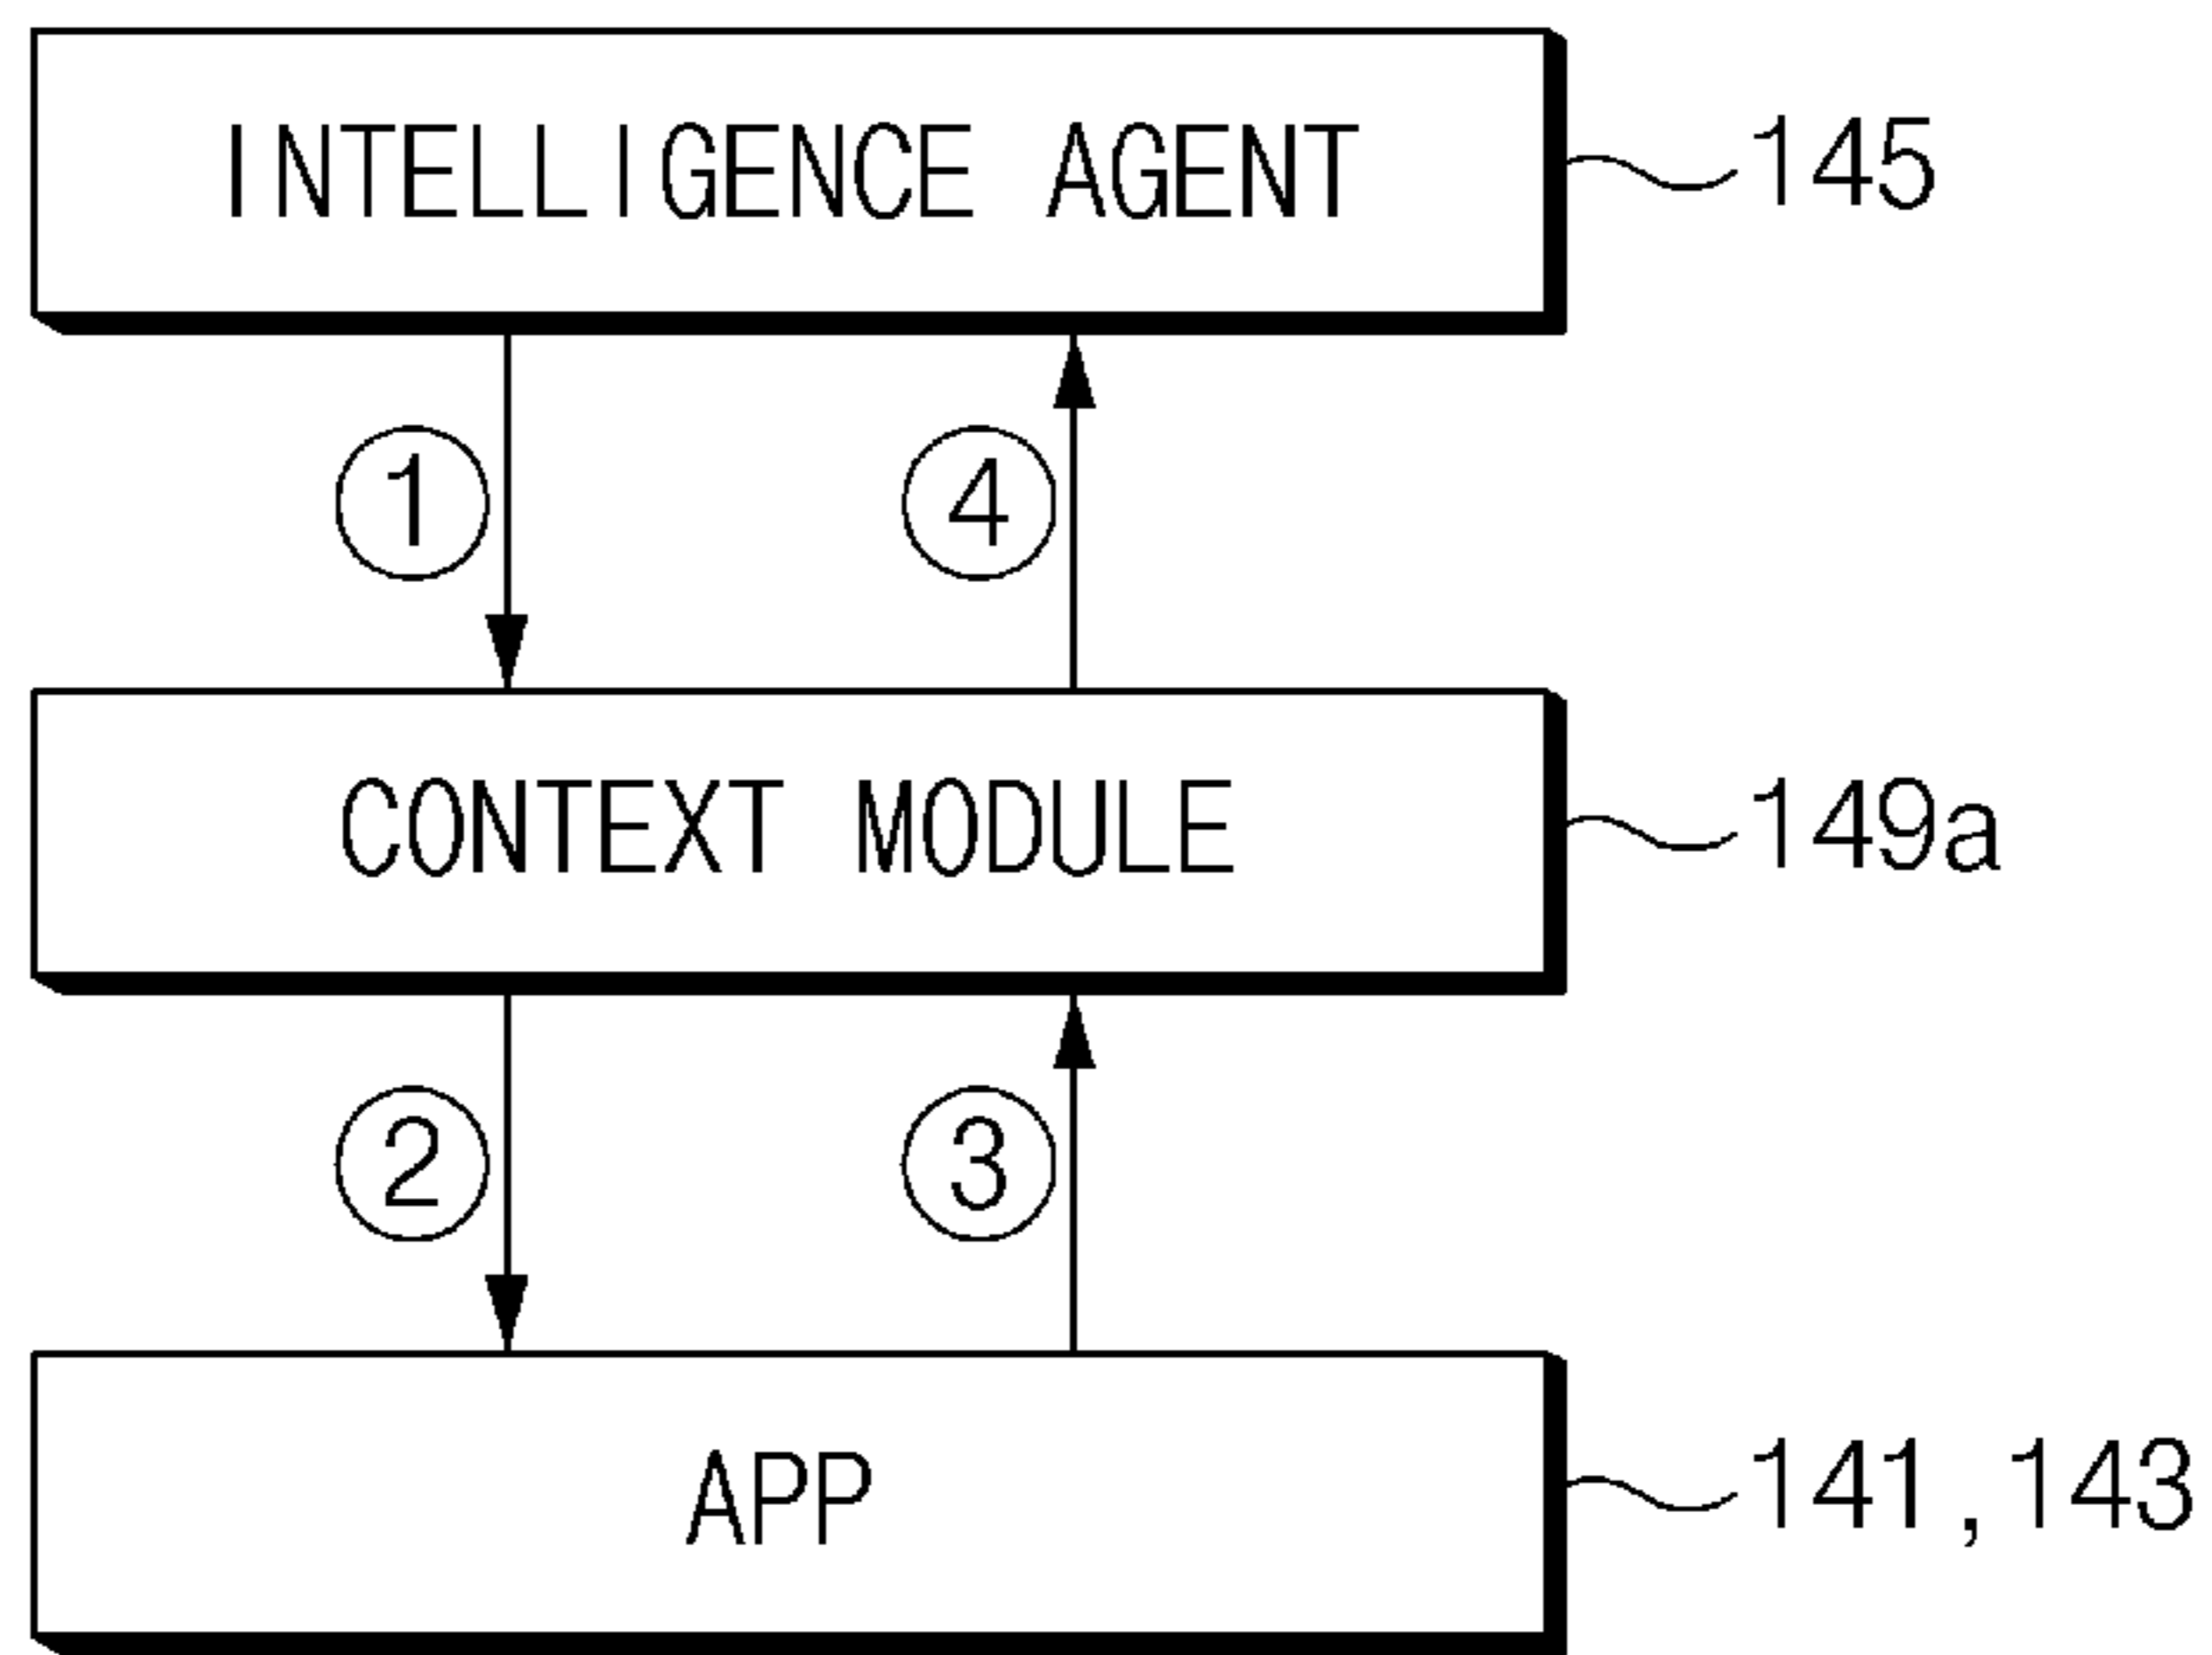 INTELLIGENCE AGENT 145
1 4
CONTEXT MODULE 149a
2 3
APP 141,143